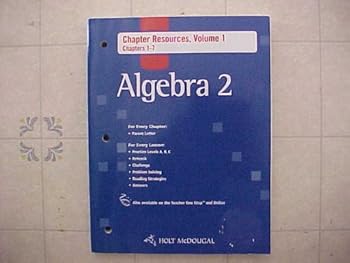 Chapter Resources, Volume 1
Chapters 1-7
Algebra 2
For Every Chapter:
• Parent Letter
For Every Lesson:
• Practice Levels A, B, C
• Reteach
• Challenge
• Problem Solving
• Reading Strategies
• Answers
Also available on the Teacher One Stop™ and Online
HOLT McDOUGAL